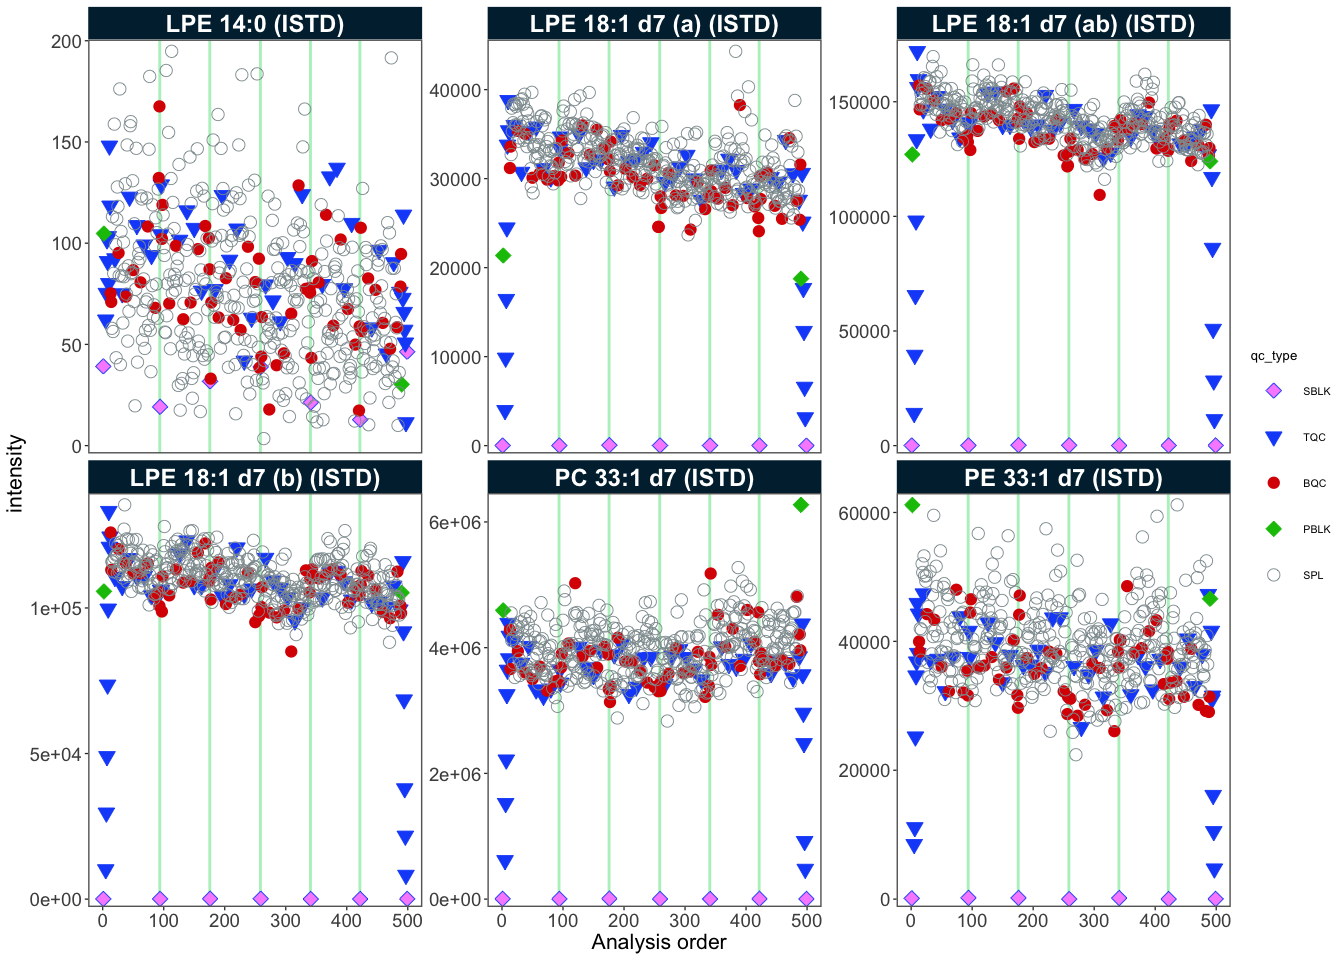 LPE 14:0 (ISTD)
LPE 18:1 d7 (a) (ISTD)
LPE 18:1 d7 (ab) (ISTD)
200
150
100
50
0
40000
30000
20000
10000
0
150000
100000
50000
0
LPE 18:1 d7 (b) (ISTD)
PC 33:1 d7 (ISTD)
PE 33:1 d7 (ISTD)
1e+05
5e+04
0e+00
6e+06
4e+06
2e+06
0e+00
60000
40000
20000
0
0 100 200 300 400 500
0 100 200 300 400 500
0 100 200 300 400 500
Analysis order
intensity
qc_type
SBLK
TQC
BQC
PBLK
SPL